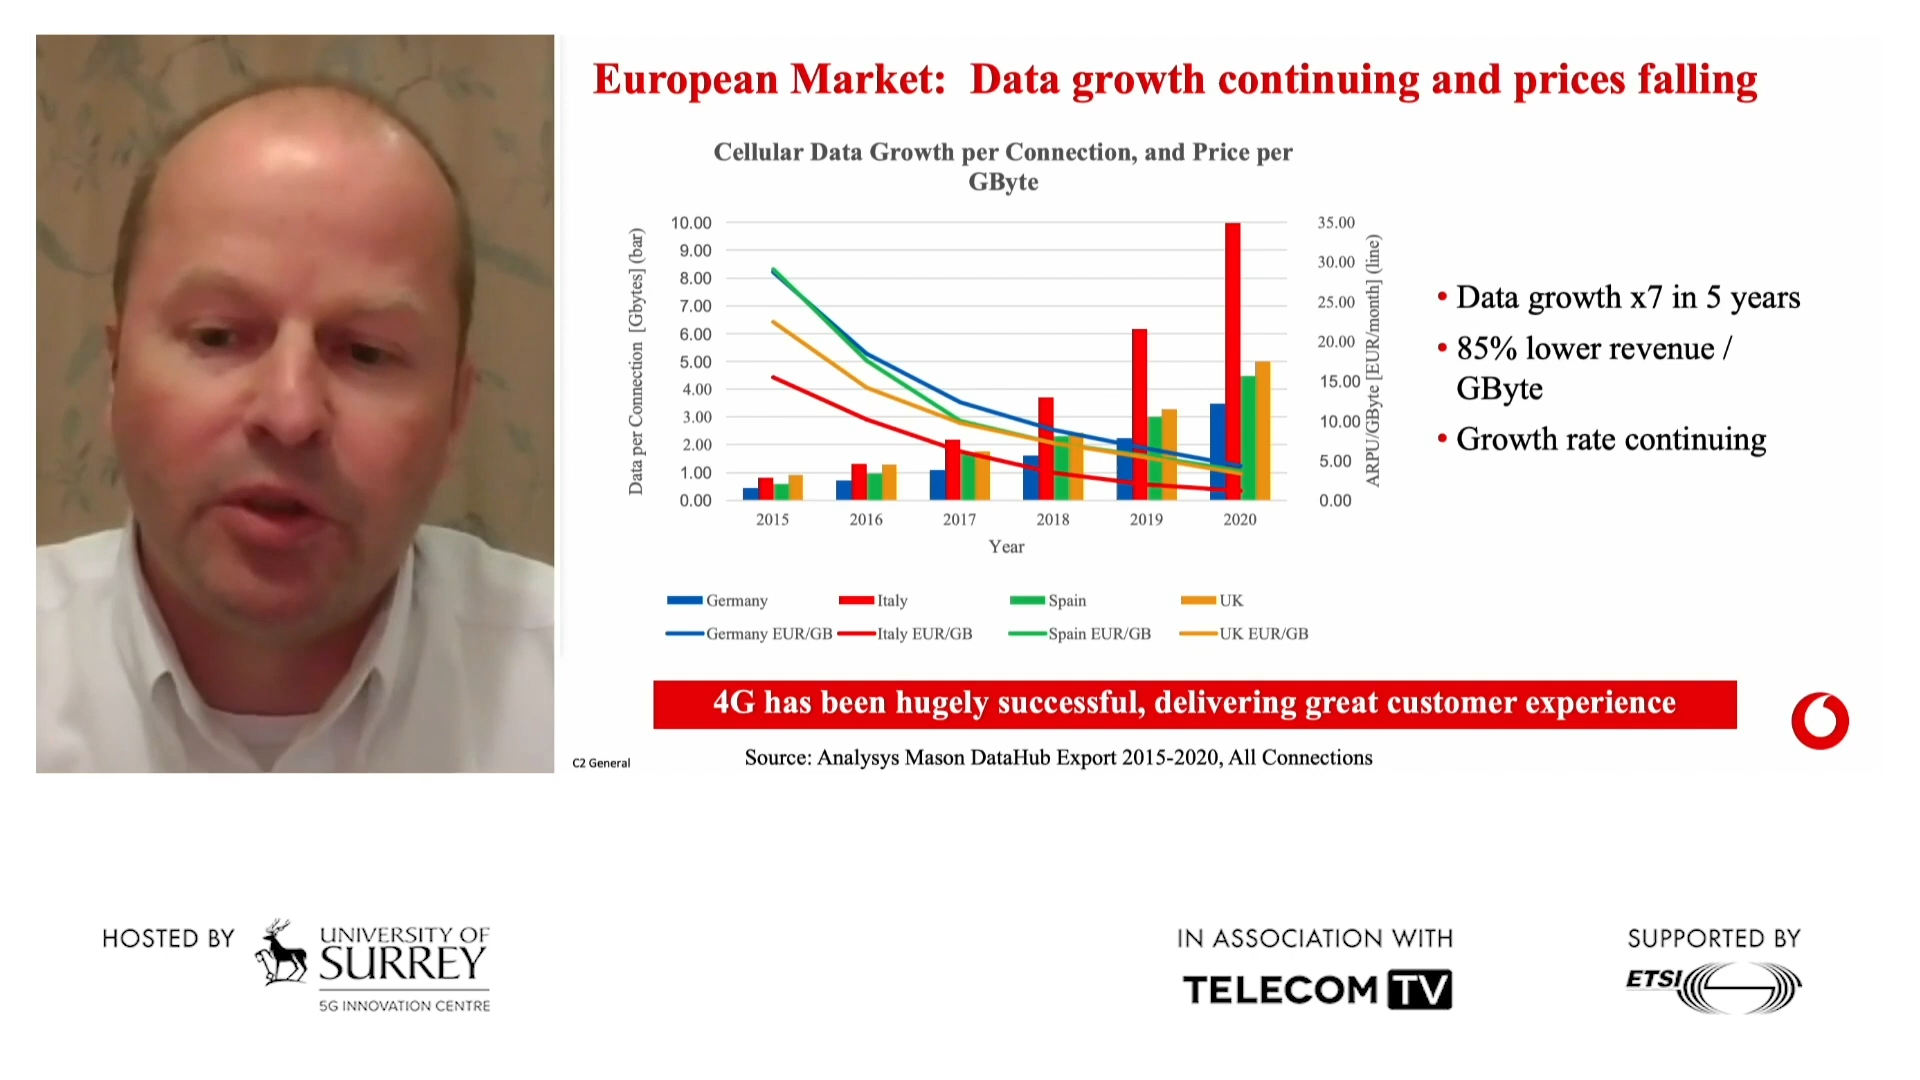 European Market: Data growth continuing and prices falling
Cellular Data Growth per Connection, and Price per
GByte
Data per Connection [Gbytes] (bar)
10.00
9.00
8.00
7.00
6.00
5.00
4.00
3.00
2.00
1.00
0.00
35.00
30.00
25.00
20.00
15.00
10.00
5.00
0.00
ARPU/GByte [EUR/month] (line)
2015 2016 2017 2018 2019 2020
Year
Germany Italy Spain UK
Germany EUR/GB Italy EUR/GB Spain EUR/GB UK EUR/GB
• Data growth x7 in 5 years
• 85% lower revenue /
GByte
• Growth rate continuing
4G has been hugely successful, delivering great customer experience
C2 General
Source: Analysys Mason DataHub Export 2015-2020, All Connections
HOSTED BY
UNIVERSITY OF
SURREY
5G INNOVATION CENTRE
IN ASSOCIATION WITH
TELECOM TV
SUPPORTED BY
ETSI